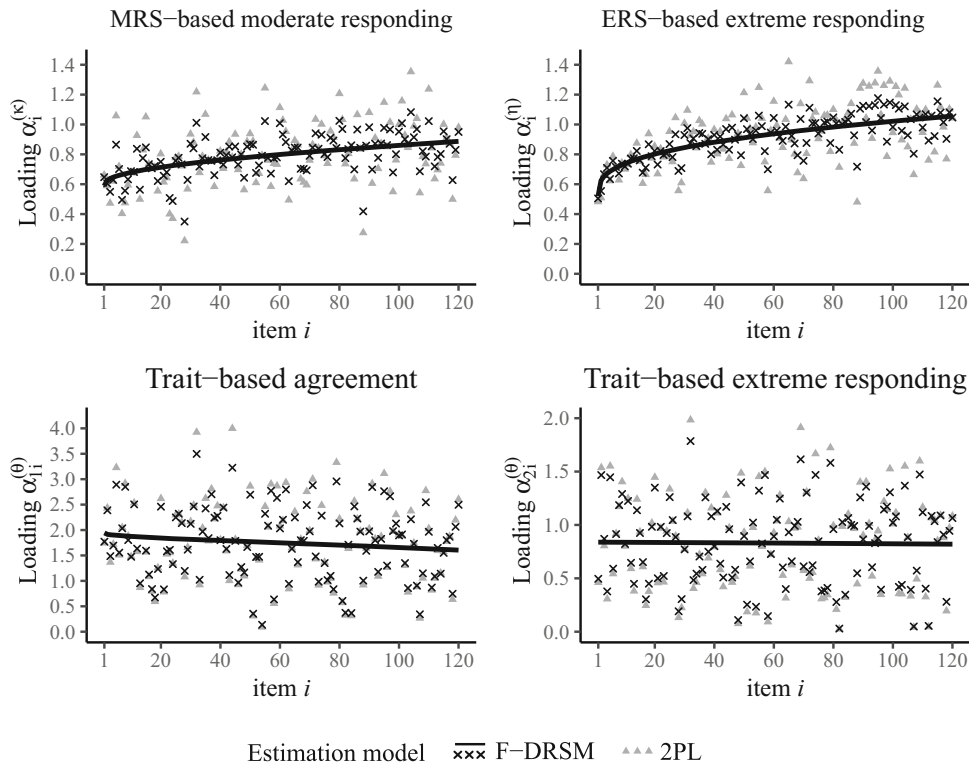 MRS−based moderate responding
ERS−based extreme responding
Loading α_i^(κ)
1.4
1.2
1.0
0.8
0.6
0.4
0.2
0.0
1 20 40 60 80 100 120
item i
Loading α_i^(η)
1.4
1.2
1.0
0.8
0.6
0.4
0.2
0.0
1 20 40 60 80 100 120
item i
Trait−based agreement
Trait−based extreme responding
Loading α_1i^(θ)
4.0
3.5
3.0
2.5
2.0
1.5
1.0
0.5
0.0
1 20 40 60 80 100 120
item i
Loading α_2i^(θ)
2.0
1.5
1.0
0.5
0.0
1 20 40 60 80 100 120
item i
Estimation model F−DRSM 2PL